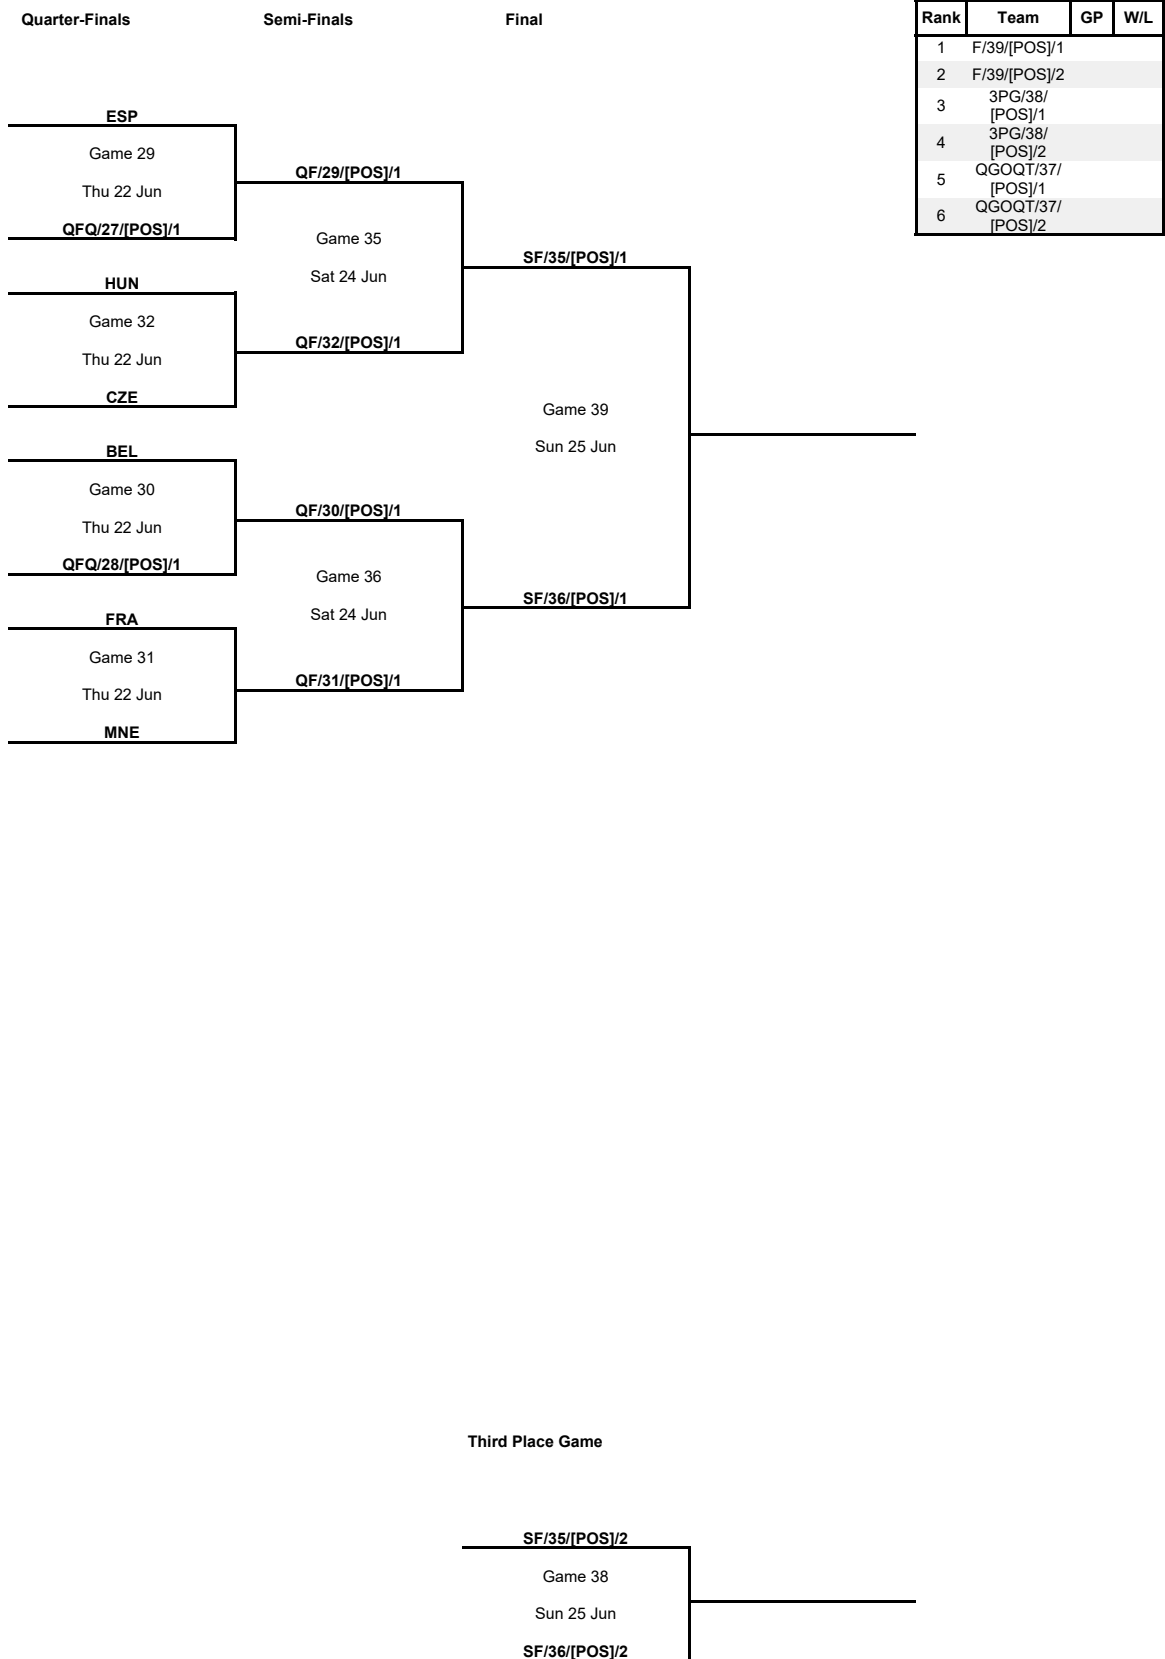 Quarter-Finals Semi-Finals Final
Rank Team GP W/L
1 F/39/[POS]/1
2 F/39/[POS]/2
3 3PG/38/
[POS]/1
4 3PG/38/
[POS]/2
5 QGOQT/37/
[POS]/1
6 QGOQT/37/
[POS]/2
ESP
Game 29
Thu 22 Jun
QFQ/27/[POS]/1
HUN
Game 32
Thu 22 Jun
CZE
BEL
Game 30
Thu 22 Jun
QFQ/28/[POS]/1
FRA
Game 31
Thu 22 Jun
MNE
QF/29/[POS]/1
Game 35
Sat 24 Jun
QF/32/[POS]/1
QF/30/[POS]/1
Game 36
Sat 24 Jun
QF/31/[POS]/1
SF/35/[POS]/1
Game 39
Sun 25 Jun
SF/36/[POS]/1
Third Place Game
SF/35/[POS]/2
Game 38
Sun 25 Jun
SF/36/[POS]/2